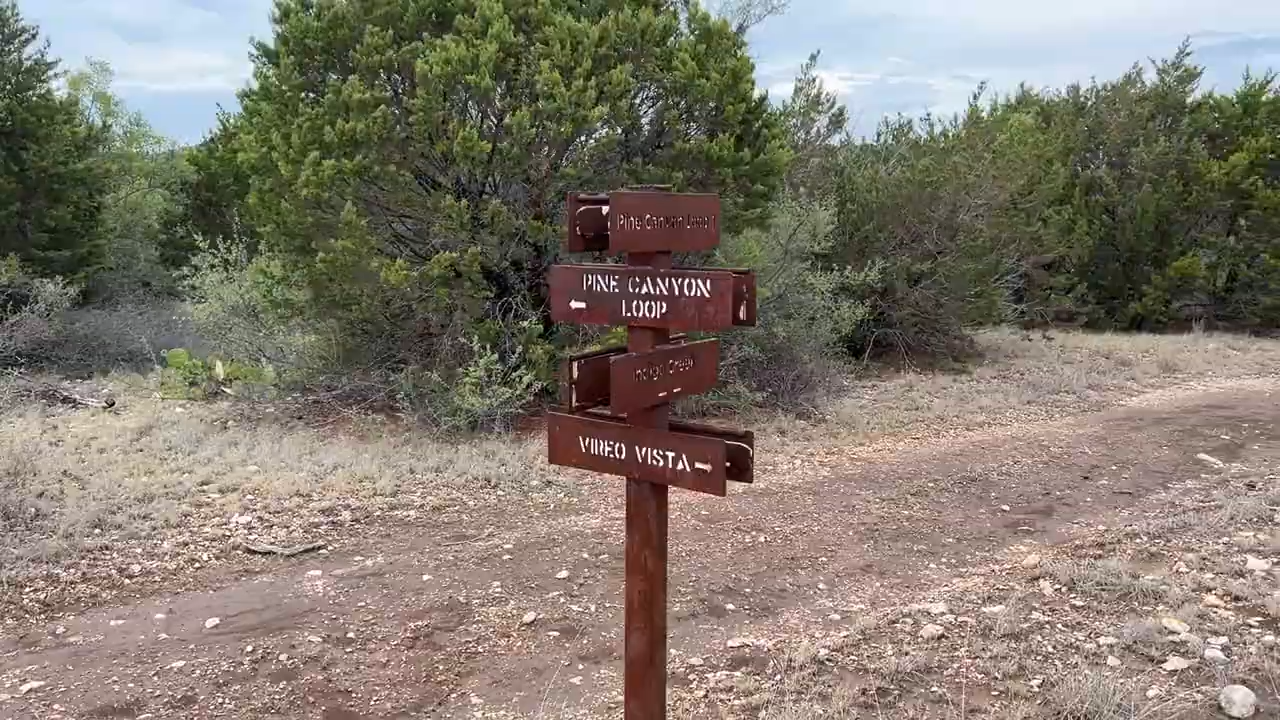 Pine Canyon Loop
PINE CANYON
LOOP
Indigo Creek
VIREO VISTA